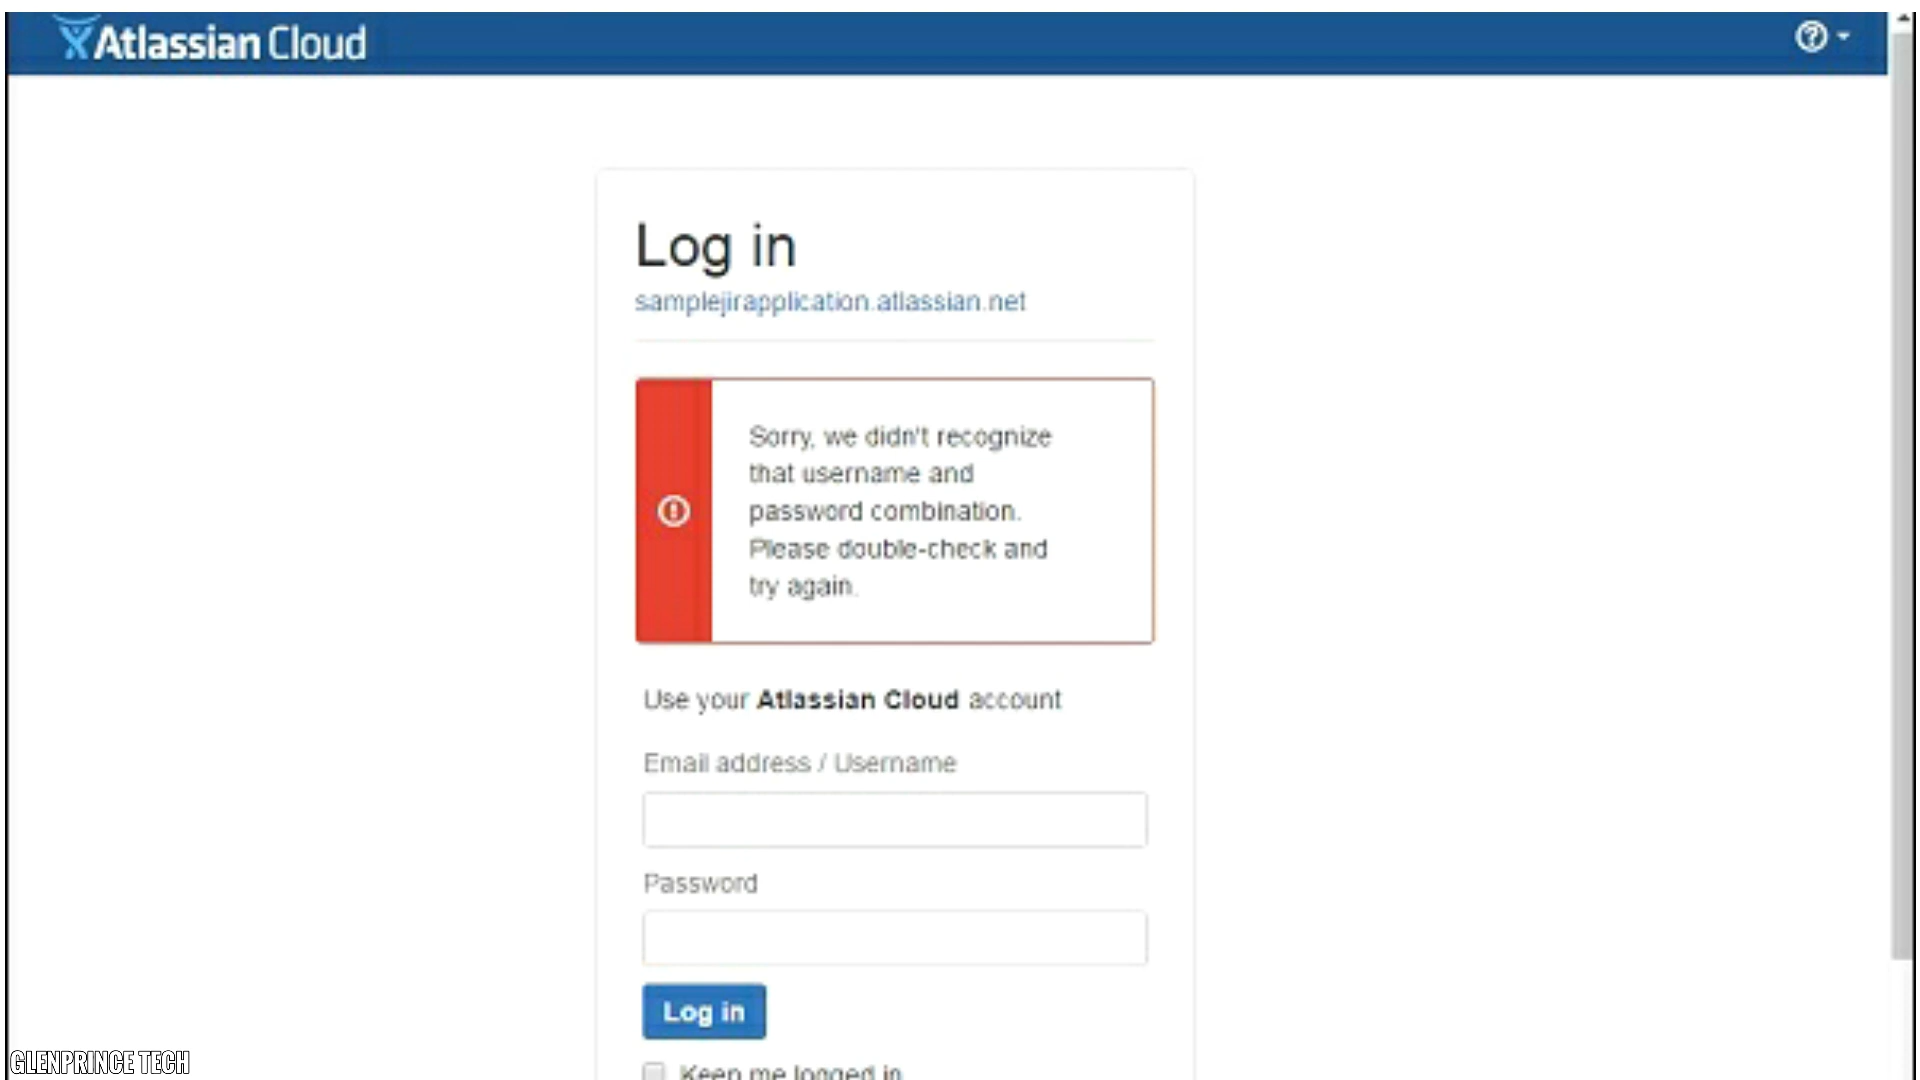 Atlassian Cloud
Log in
samplejirapplication.atlassian.net
Sorry, we didn't recognize
that username and
password combination.
Please double-check and
try again.
Use your Atlassian Cloud account
Email address / Username
Password
Log in
Keep me logged in
GLENPRINCE TECH